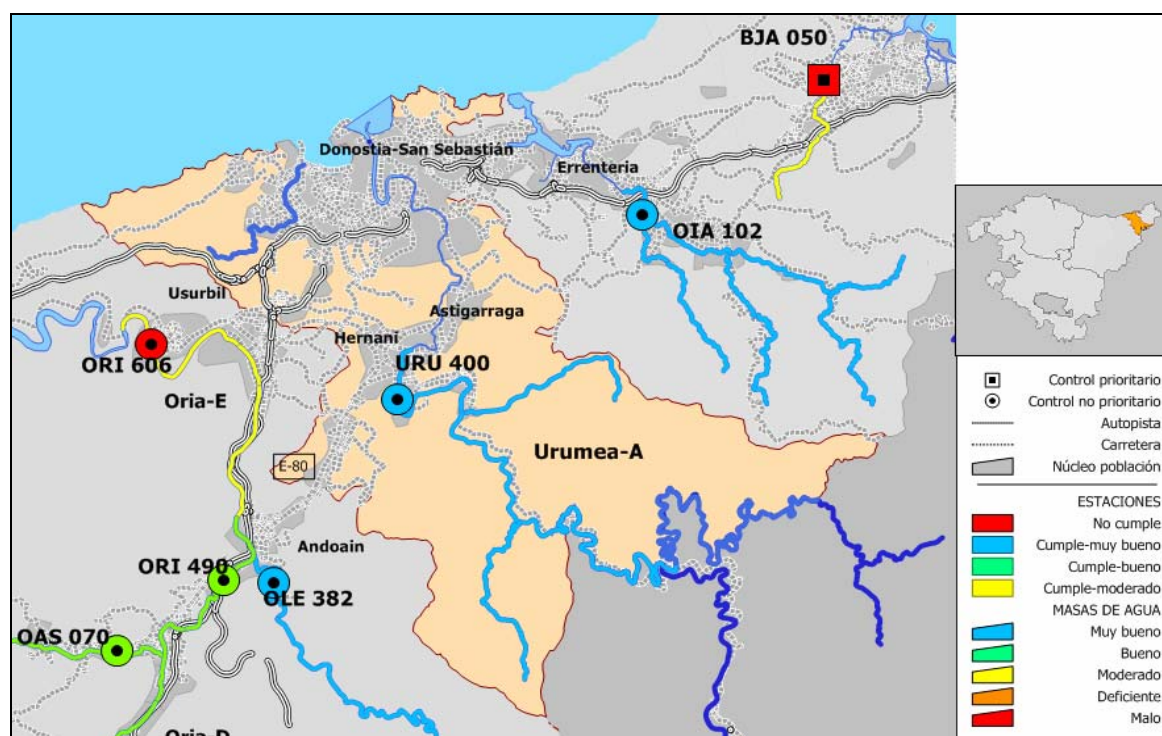 BJA 050
Donostia-San Sebastián
Errenteria
OIA 102
Usurbil
Astigarraga
Hernani
ORI 606
URU 400
Oria-E
Urumea-A
E-80
Andoain
ORI 490
OLE 382
OAS 070
Oria-D
Control prioritario
Control no prioritario
Autopista
Carretera
Núcleo población
ESTACIONES
No cumple
Cumple-muy bueno
Cumple-bueno
Cumple-moderado
MASAS DE AGUA
Muy bueno
Bueno
Moderado
Deficiente
Malo